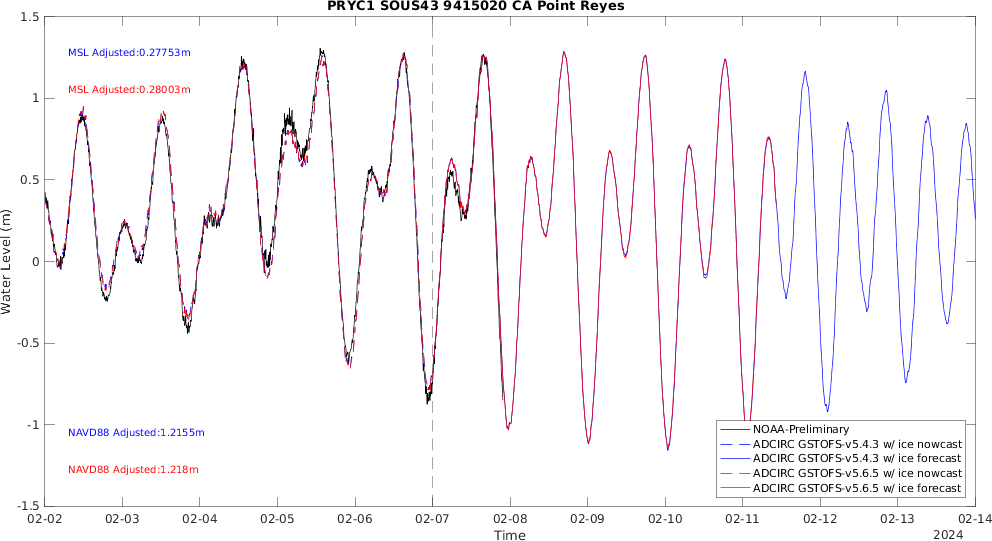 PRYC1 SOUS43 9415020 CA Point Reyes
1.5
MSL Adjusted:0.27753m
MSL Adjusted:0.28003m
1
0.5
0
-0.5
-1
-1.5
Water Level (m)
NAVD88 Adjusted:1.2155m
NAVD88 Adjusted:1.218m
NOAA-Preliminary
ADCIRC GSTOFS-v5.4.3 w/ ice nowcast
ADCIRC GSTOFS-v5.4.3 w/ ice forecast
ADCIRC GSTOFS-v5.6.5 w/ ice nowcast
ADCIRC GSTOFS-v5.6.5 w/ ice forecast
02-02 02-03 02-04 02-05 02-06 02-07 02-08 02-09 02-10 02-11 02-12 02-13 02-14
Time
2024